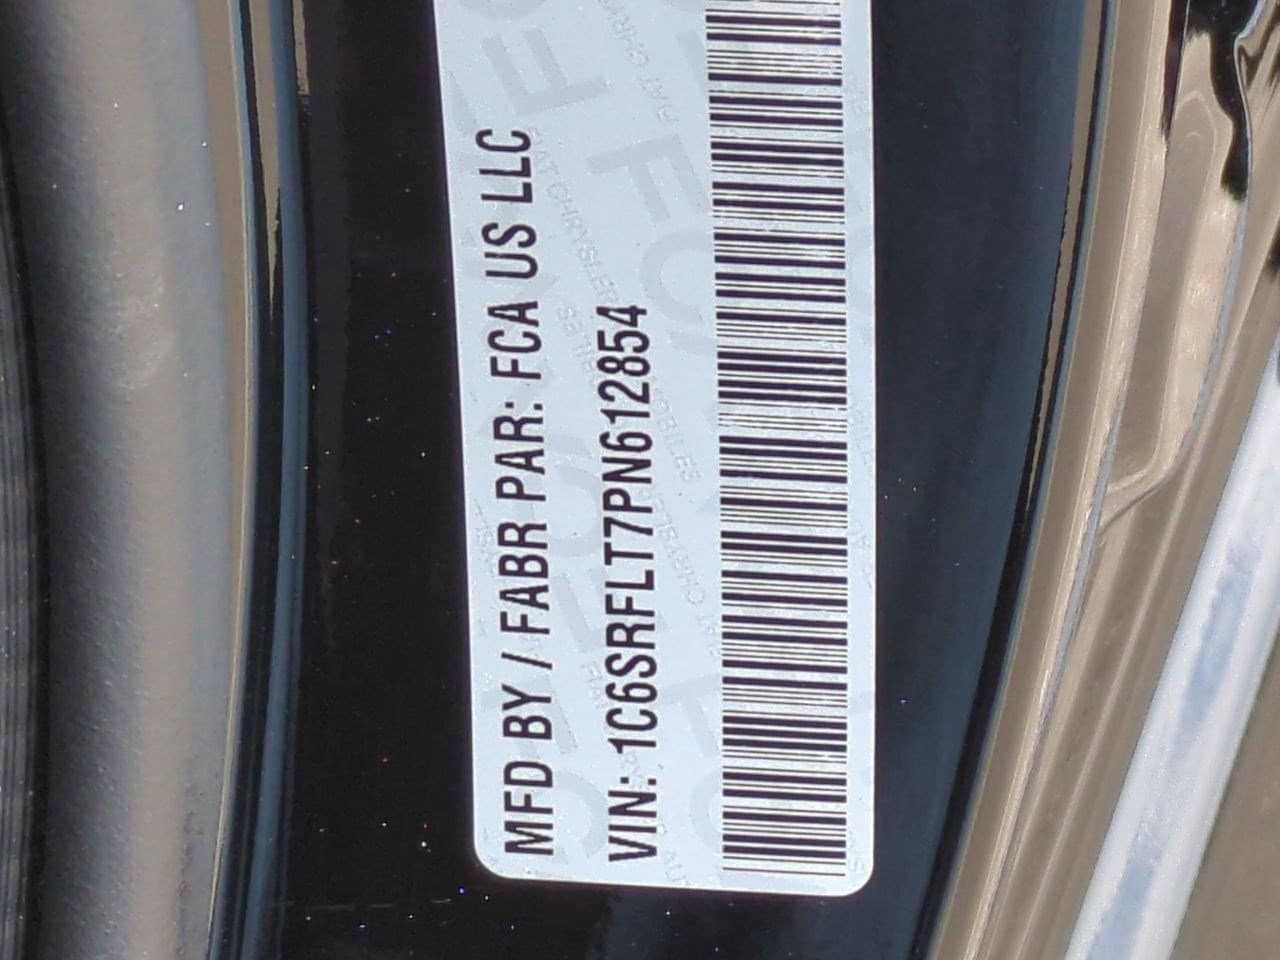 MFD BY / FABR PAR: FCA US LLC
VIN: 1C6SRFLT7PN612854